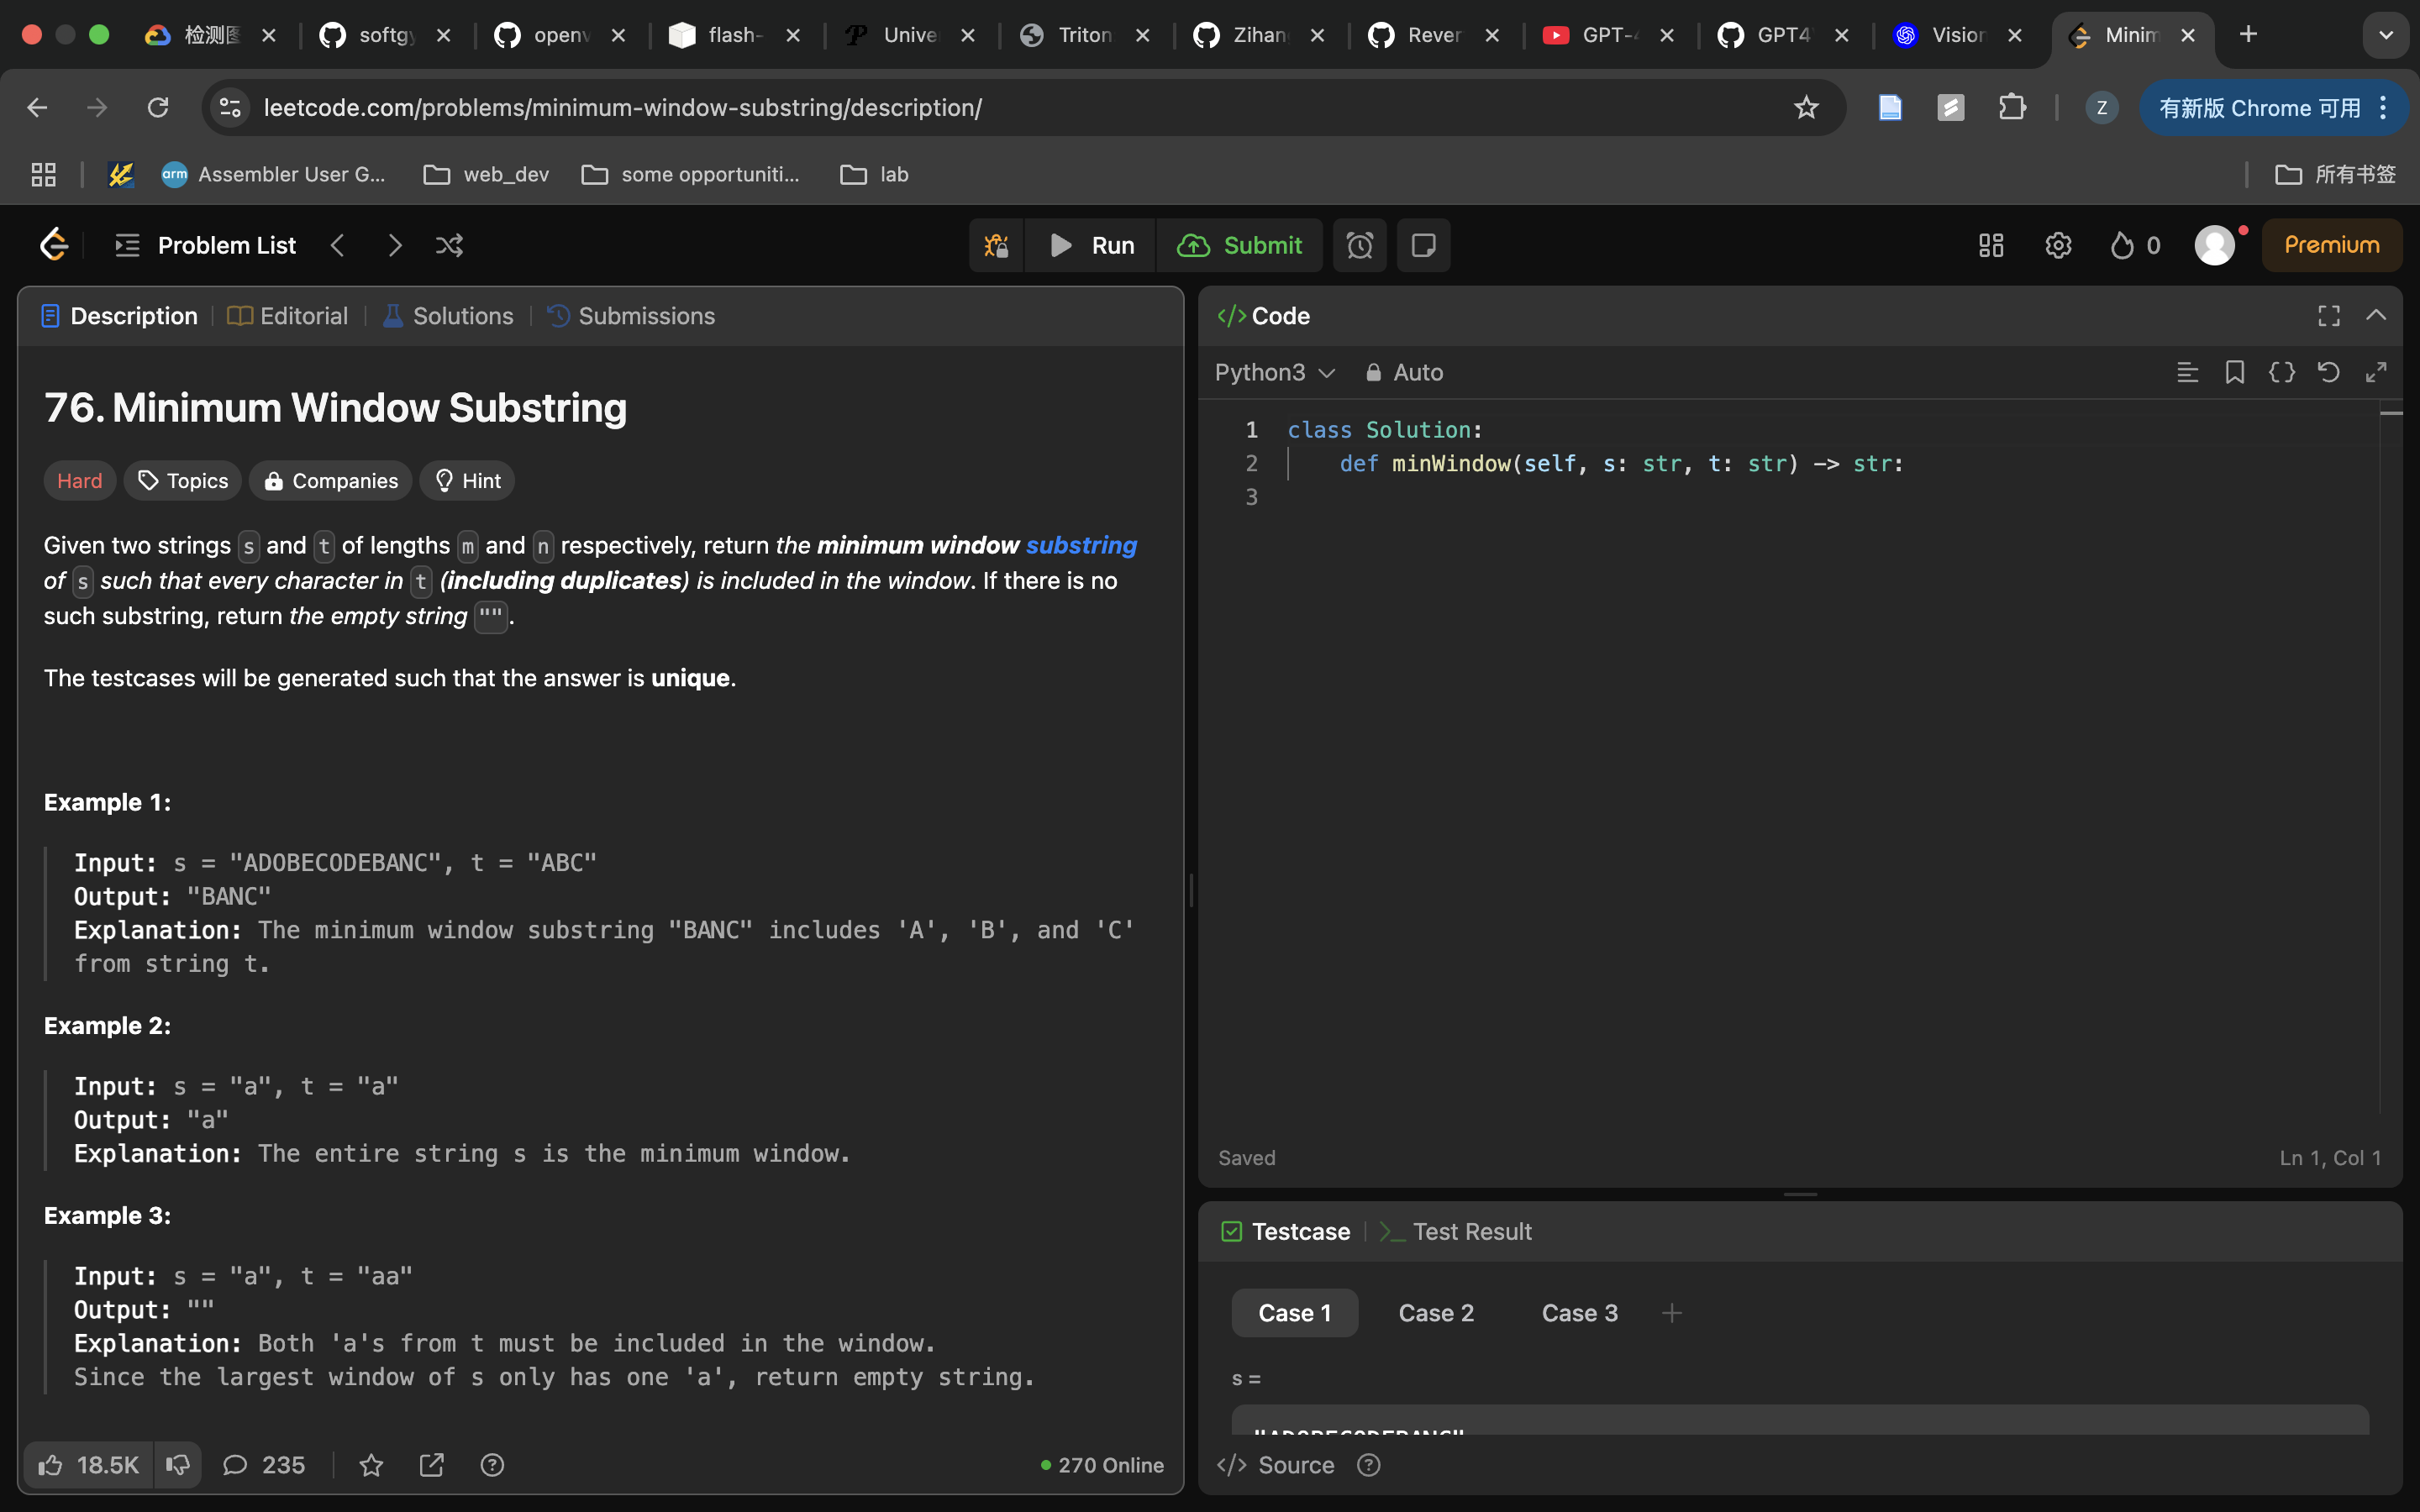 检测图
softgy
openv
flash-
Unive
Triton
Zihan
Rever
GPT-4
GPT4
Vision
Minim
leetcode.com/problems/minimum-window-substring/description/
Z
有新版 Chrome 可用
arm
Assembler User G...
web_dev
some opportuniti...
lab
所有书签
Problem List
Run
Submit
0
Premium
Description
Editorial
Solutions
Submissions
76. Minimum Window Substring
Hard
Topics
Companies
Hint
Given two strings s and t of lengths m and n respectively, return the minimum window substring
of s such that every character in t (including duplicates) is included in the window. If there is no
such substring, return the empty string "".
The testcases will be generated such that the answer is unique.
Example 1:
Input: s = "ADOBECODEBANC", t = "ABC"
Output: "BANC"
Explanation: The minimum window substring "BANC" includes 'A', 'B', and 'C'
from string t.
Example 2:
Input: s = "a", t = "a"
Output: "a"
Explanation: The entire string s is the minimum window.
Example 3:
Input: s = "a", t = "aa"
Output: ""
Explanation: Both 'a's from t must be included in the window.
Since the largest window of s only has one 'a', return empty string.
18.5K
235
270 Online
</> Code
Python3
Auto
1 class Solution:
2 def minWindow(self, s: str, t: str) -> str:
3
Saved
Ln 1, Col 1
Testcase
Test Result
Case 1
Case 2
Case 3
s =
"ADOBECODEBANC"
</> Source